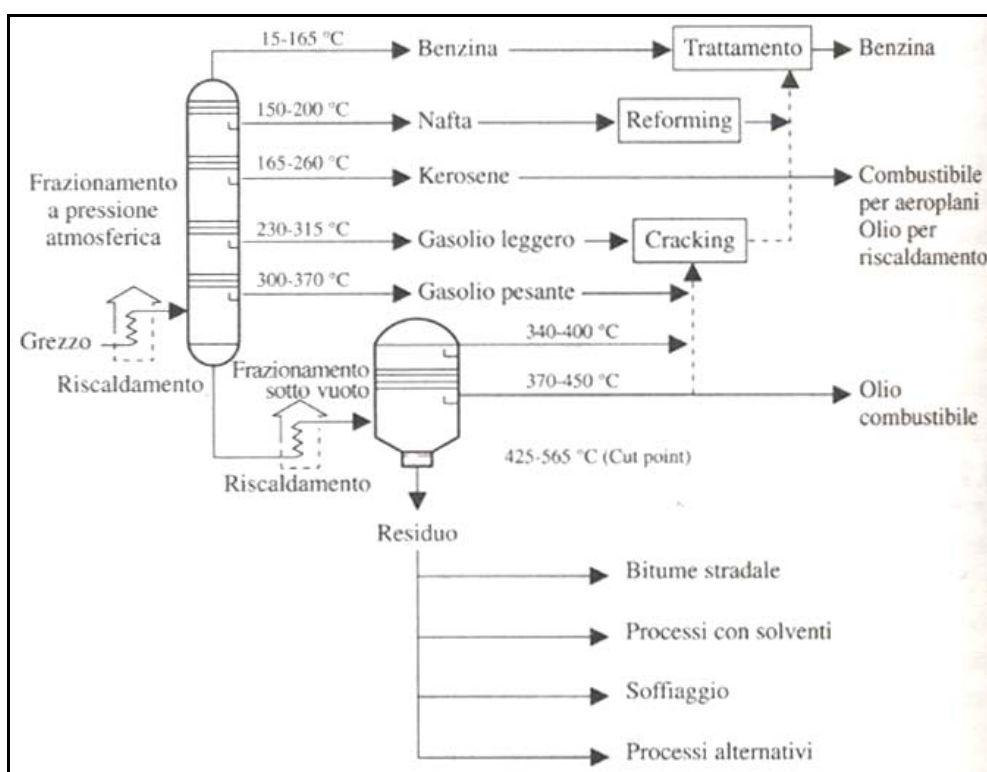 15-165 °C
Benzina
Trattamento
Benzina
150-200 °C
Nafta
Reforming
165-260 °C
Kerosene
Combustibile
per aeroplani
Olio per
riscaldamento
Frazionamento
a pressione
atmosferica
230-315 °C
Gasolio leggero
Cracking
300-370 °C
Gasolio pesante
Grezzo
Riscaldamento
Frazionamento
sotto vuoto
340-400 °C
370-450 °C
Olio
combustibile
425-565 °C (Cut point)
Riscaldamento
Residuo
Bitume stradale
Processi con solventi
Soffiaggio
Processi alternativi